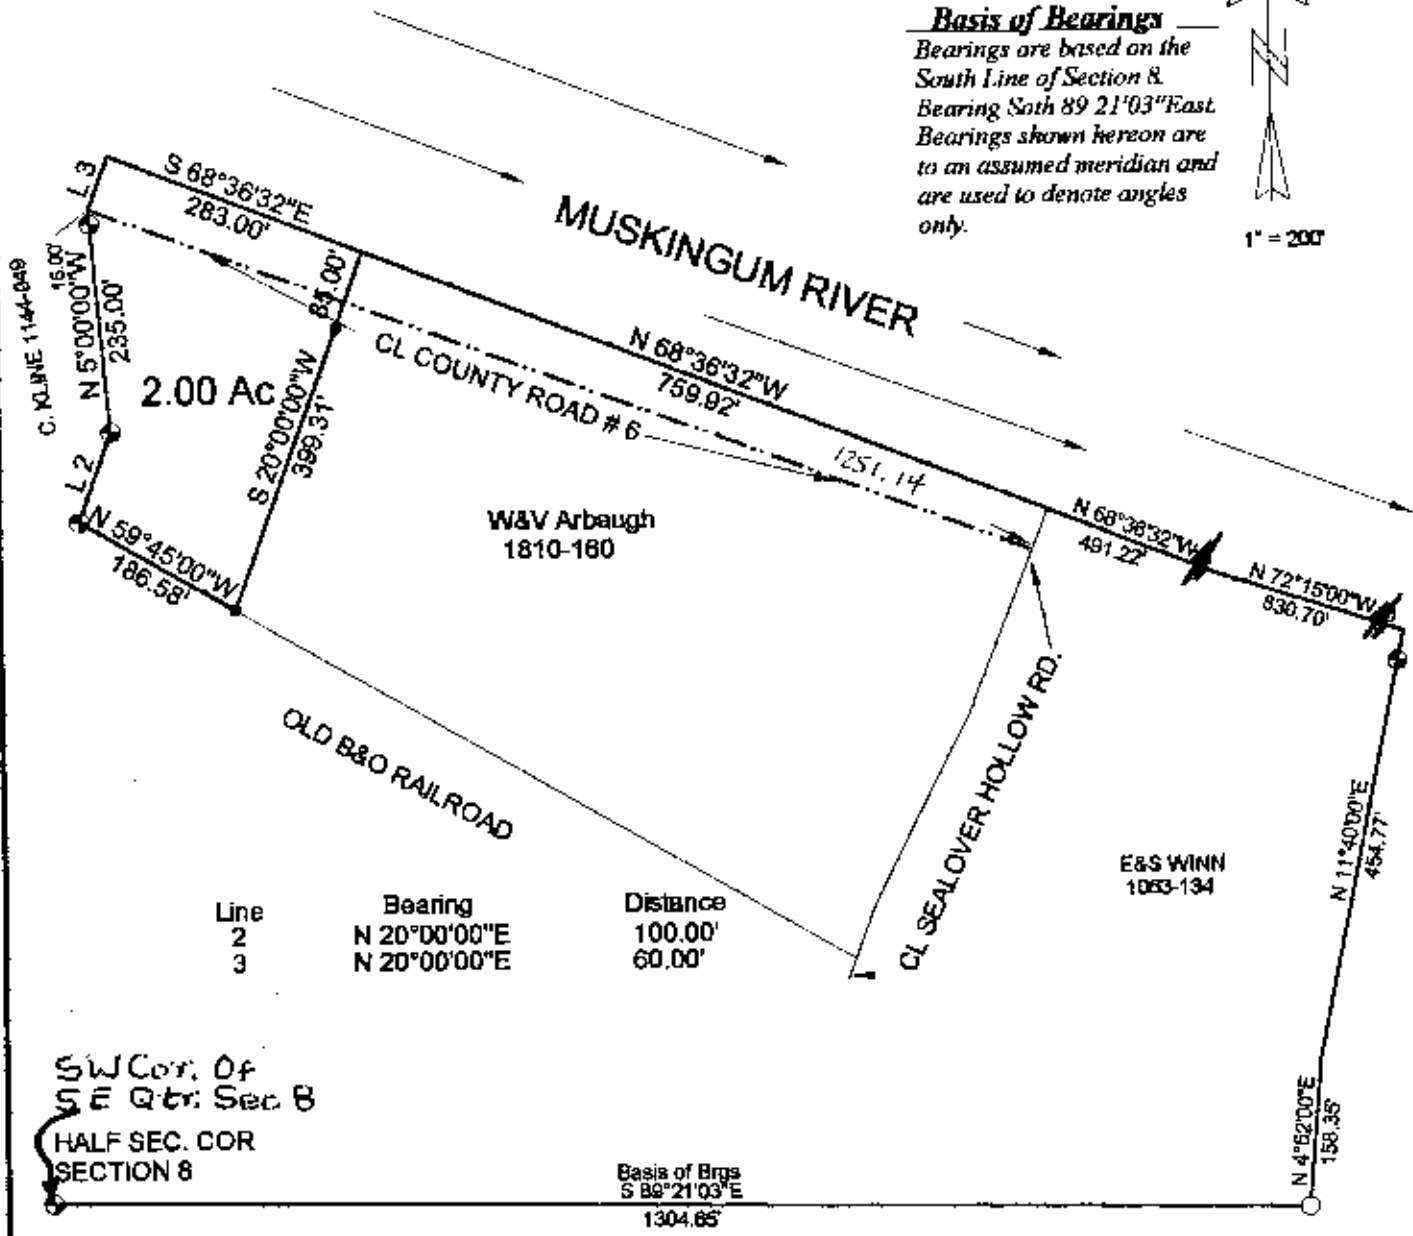 Basis of Bearings
Bearings are based on the
South Line of Section 8.
Bearing Soth 89 21'03"East.
Bearings shown hereon are
to an assumed meridian and
are used to denote angles
only.
N
1" = 200'
MUSKINGUM RIVER
L 3
S 68°36'32"E
283.00'
85.00'
C. KLINE 1144-049
16.00'
N 5°00'00"W
235.00'
2.00 Ac
S 20°00'00"W
399.31'
CL COUNTY ROAD # 6
N 68°36'32"W
759.92'
1251.14
N 68°36'32"W
491.22'
N 72°15'00"W
830.70'
L 2
N 59°45'00"W
186.58'
W&V Arbaugh
1810-160
OLD B&O RAILROAD
CL SEALOVER HOLLOW RD.
E&S WINN
1063-134
N 11°40'00"E
454.77'
Line Bearing Distance
2 N 20°00'00"E 100.00'
3 N 20°00'00"E 60.00'
SW Cor. Of
SE Qtr. Sec 8
HALF SEC. COR
SECTION 8
N 4°52'00"E
158.35'
Basis of Brgs
S 89°21'03"E
1304.65'